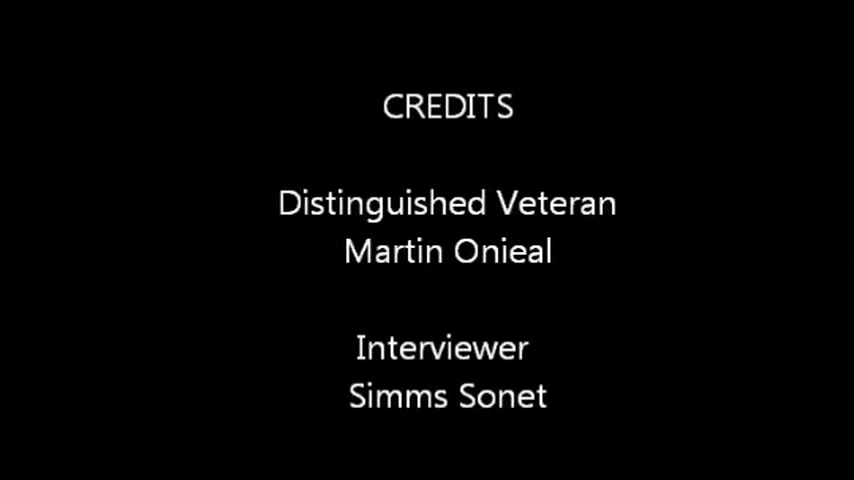 CREDITS
Distinguished Veteran
Martin Onieal
Interviewer
Simms Sonet